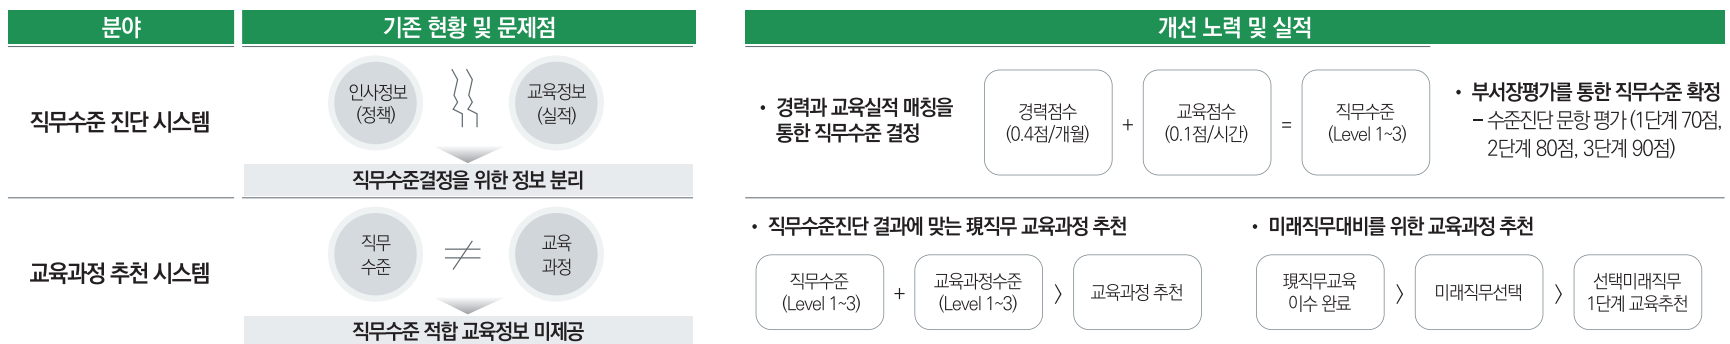 분야
기존 현황 및 문제점
개선 노력 및 실적
직무수준 진단 시스템
인사정보
(정책)
교육정보
(실적)
직무수준결정을 위한 정보 분리
• 경력과 교육실적 매칭을
통한 직무수준 결정
경력점수
(0.4점/개월)
+
교육점수
(0.1점/시간)
=
직무수준
(Level 1~3)
• 부서장평가를 통한 직무수준 확정
– 수준진단 문항 평가 (1단계 70점,
2단계 80점, 3단계 90점)
교육과정 추천 시스템
직무
수준
≠
교육
과정
직무수준 적합 교육정보 미제공
• 직무수준진단 결과에 맞는 現직무 교육과정 추천
직무수준
(Level 1~3)
+
교육과정수준
(Level 1~3)
〉
교육과정 추천
• 미래직무대비를 위한 교육과정 추천
現직무교육
이수 완료
〉
미래직무선택
〉
선택미래직무
1단계 교육추천